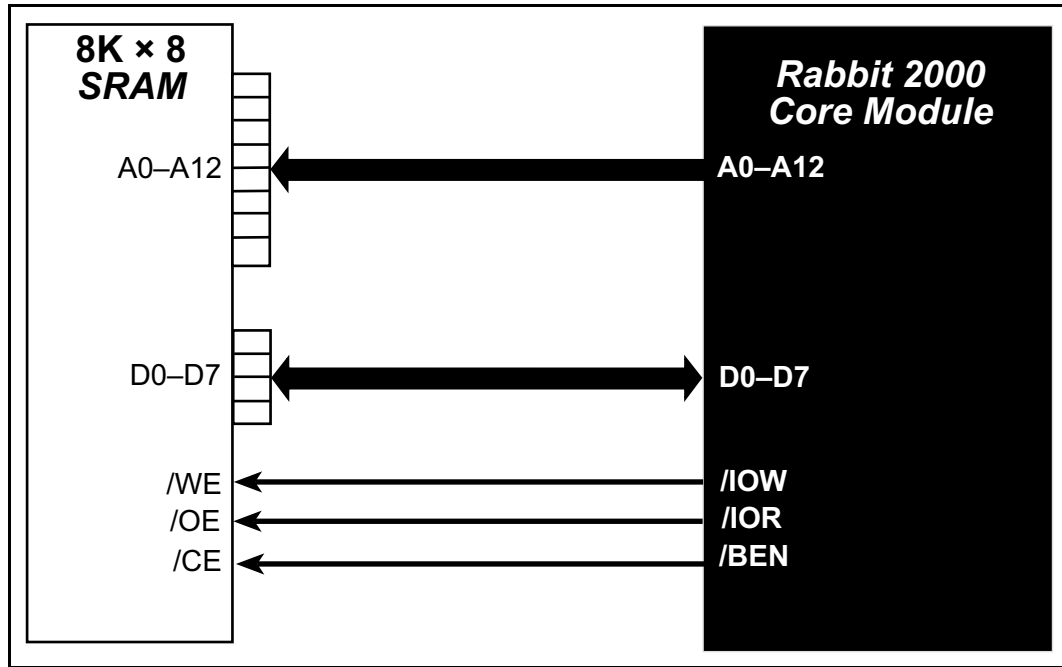 8K × 8
SRAM
A0–A12
D0–D7
/WE
/OE
/CE
Rabbit 2000
Core Module
A0–A12
D0–D7
/IOW
/IOR
/BEN